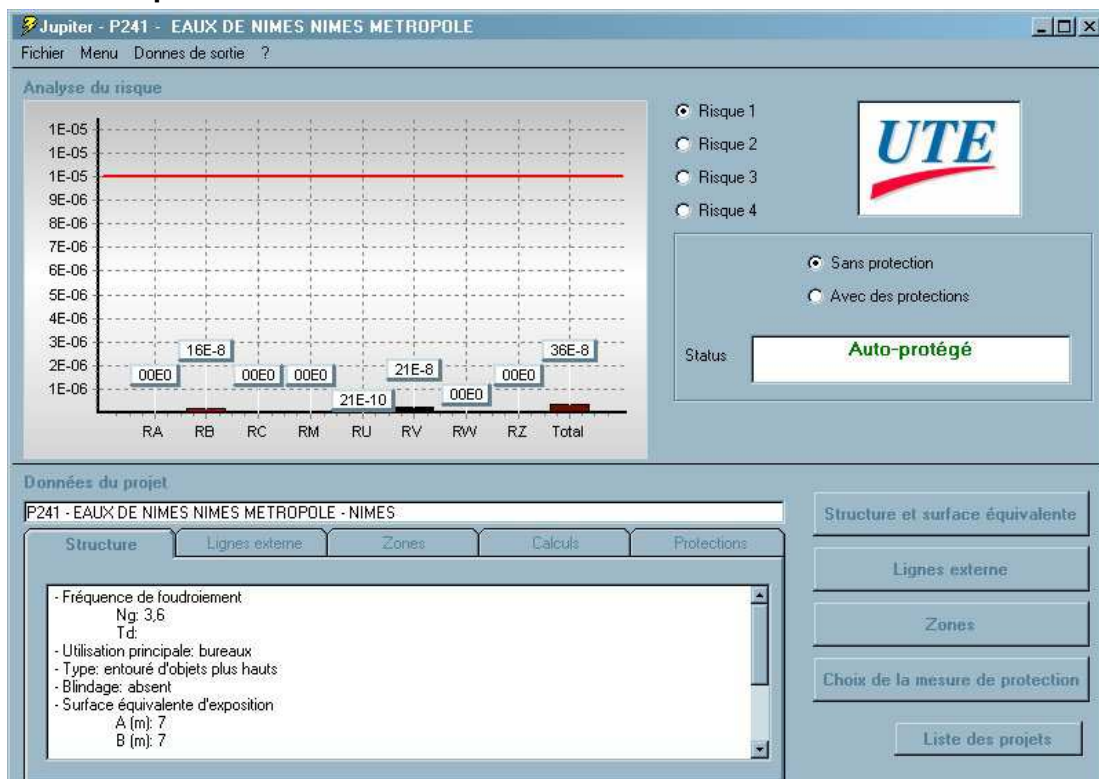 Jupiter - P241 - EAUX DE NIMES NIMES METROPOLE
Fichier Menu Donnes de sortie ?
Analyse du risque
1E-05
1E-05
1E-05
9E-06
8E-06
7E-06
6E-06
5E-06
4E-06
3E-06
2E-06
1E-06
00E0
16E-8
00E0
00E0
21E-10
21E-8
00E0
00E0
36E-8
RA RB RC RM RU RV RW RZ Total
Risque 1
Risque 2
Risque 3
Risque 4
UTE
Sans protection
Avec des protections
Status Auto-protégé
Données du projet
P241 - EAUX DE NIMES NIMES METROPOLE - NIMES
Structure Lignes externe Zones Calculs Protections
- Fréquence de foudroiement
Ng: 3,6
Td:
- Utilisation principale: bureaux
- Type: entouré d'objets plus hauts
- Blindage: absent
- Surface équivalente d'exposition
A (m): 7
B (m): 7
Structure et surface équivalente
Lignes externe
Zones
Choix de la mesure de protection
Liste des projets